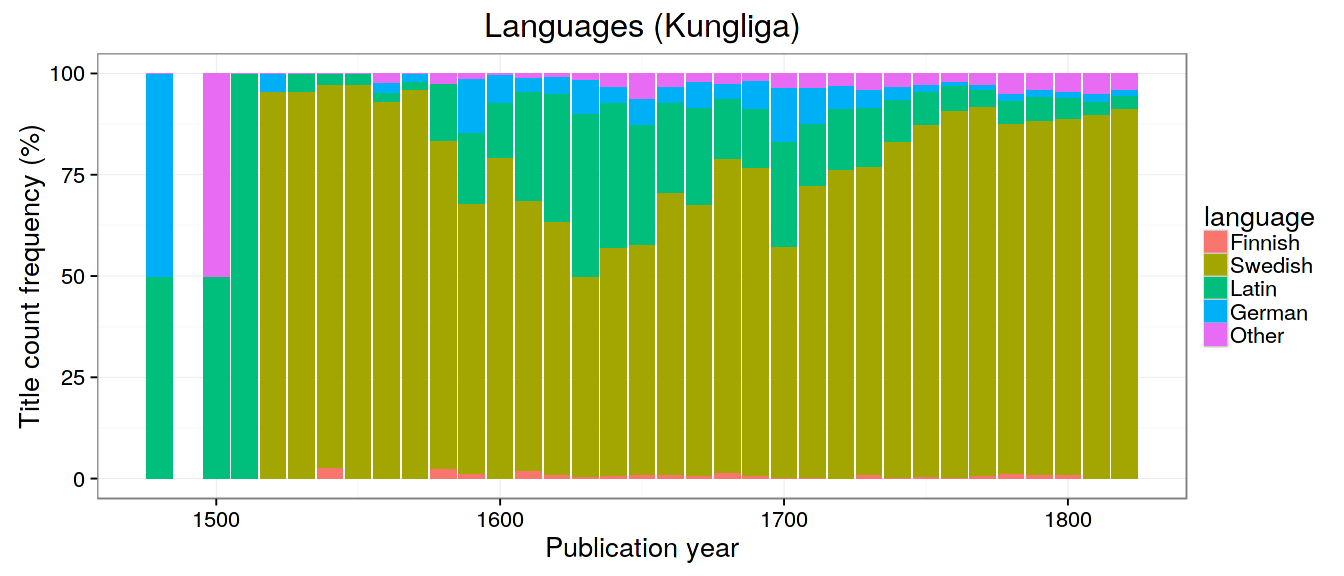 Languages (Kungliga)
Title count frequency (%)
100
75
50
25
0
1500
1600
1700
1800
Publication year
language
Finnish
Swedish
Latin
German
Other